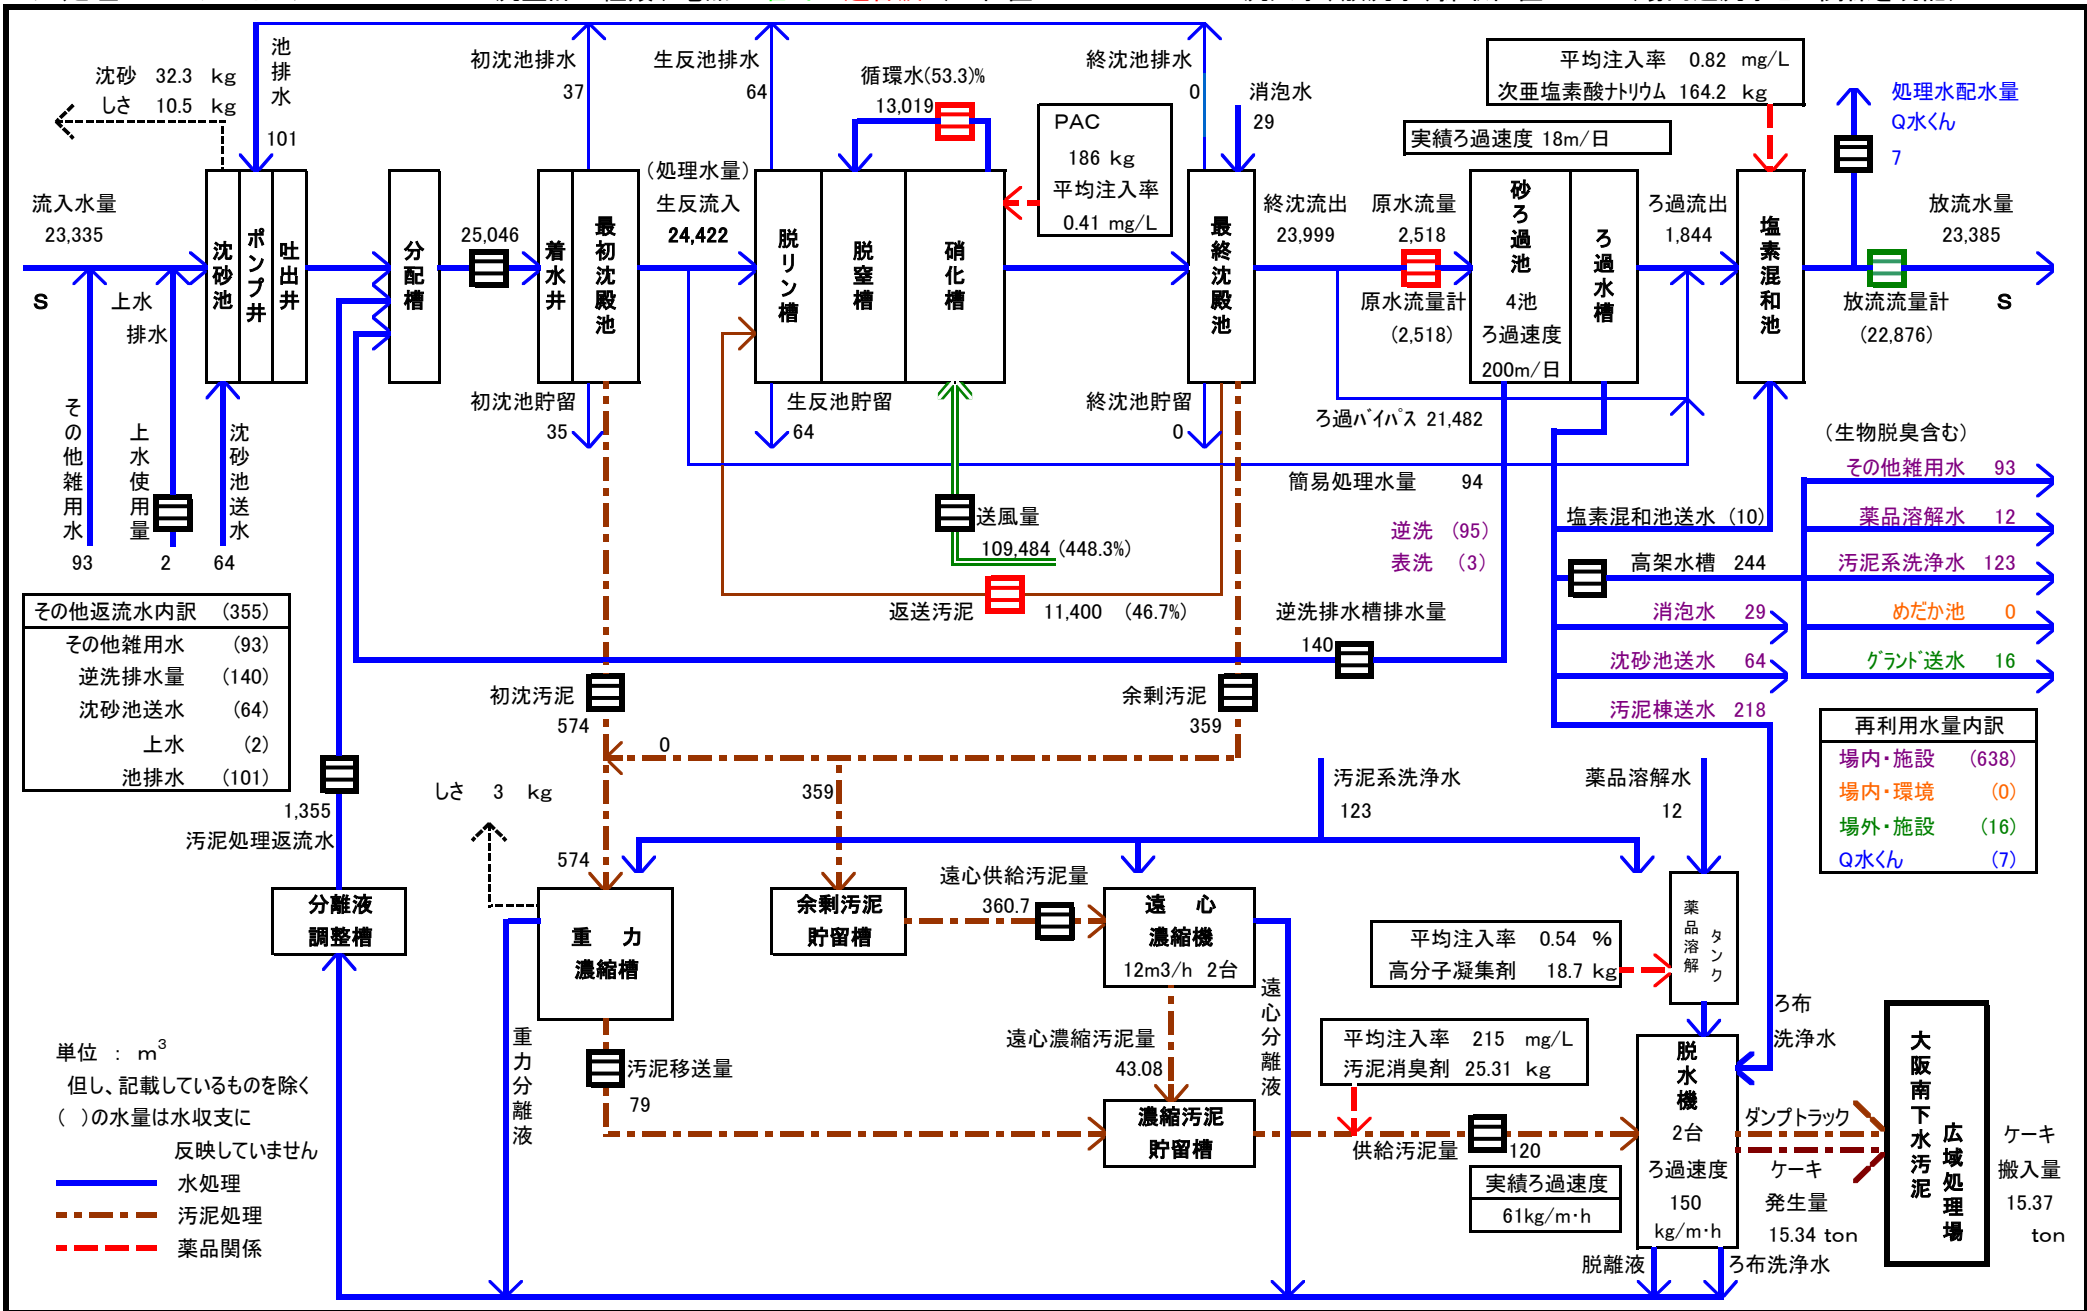 池排水
101
沈砂 32.3 kg
しさ 10.5 kg
初沈池排水
37
生反池排水
64
循環水(53.3)%
13,019
終沈池排水
0
消泡水
29
平均注入率 0.82 mg/L
次亜塩素酸ナトリウム 164.2 kg
処理水配水量
Q水くん
7
PAC
186 kg
平均注入率
0.41 mg/L
実績ろ過速度 18m/日
流入水量
23,335
S
沈砂池
ポンプ井
吐出井
分配槽
25,046
着水井
最初沈殿池
(処理水量)
生反流入
24,422
脱リン槽
脱窒槽
硝化槽
最終沈殿池
終沈流出
23,999
原水流量
2,518
原水流量計
(2,518)
砂ろ過池
4池
ろ過速度
200m/日
ろ過水槽
ろ過流出
1,844
塩素混和池
放流水量
23,385
放流流量計
(22,876)
S
上水
排水
その他雑用水
93
上水使用量
2
沈砂池送水
64
初沈池貯留
35
生反池貯留
64
終沈池貯留
0
ろ過バイパス 21,482
簡易処理水量 94
送風量
109,484 (448.3%)
返送汚泥 11,400 (46.7%)
逆洗 (95)
表洗 (3)
逆洗排水槽排水量
140
塩素混和池送水 (10)
高架水槽 244
消泡水 29
沈砂池送水 64
汚泥棟送水 218
(生物脱臭含む)
その他雑用水 93
薬品溶解水 12
汚泥系洗浄水 123
めだか池 0
グランド送水 16
その他返流水内訳 (355)
その他雑用水 (93)
逆洗排水量 (140)
沈砂池送水 (64)
上水 (2)
池排水 (101)
再利用水量内訳
場内・施設 (638)
場内・環境 (0)
場外・施設 (16)
Q水くん (7)
初沈汚泥
574
余剰汚泥
359
0
359
1,355
汚泥処理返流水
しさ 3 kg
574
汚泥系洗浄水
123
薬品溶解水
12
分離液
調整槽
重力
濃縮槽
余剰汚泥
貯留槽
遠心供給汚泥量
360.7
遠心
濃縮機
12m3/h 2台
平均注入率 0.54 %
高分子凝集剤 18.7 kg
薬品溶解
タンク
重力分離液
遠心分離液
遠心濃縮汚泥量
43.08
汚泥移送量
79
濃縮汚泥
貯留槽
平均注入率 215 mg/L
汚泥消臭剤 25.31 kg
供給汚泥量 120
実績ろ過速度
61kg/m・h
ろ布
洗浄水
脱水機
2台
ろ過速度
150
kg/m・h
脱離液
ろ布洗浄水
ダンプトラック
ケーキ
発生量
15.34 ton
大阪南下水汚泥
広域処理場
ケーキ
搬入量
15.37
ton
単位 : m³
但し、記載しているものを除く
( )の水量は水収支に
反映していません
水処理
汚泥処理
薬品関係